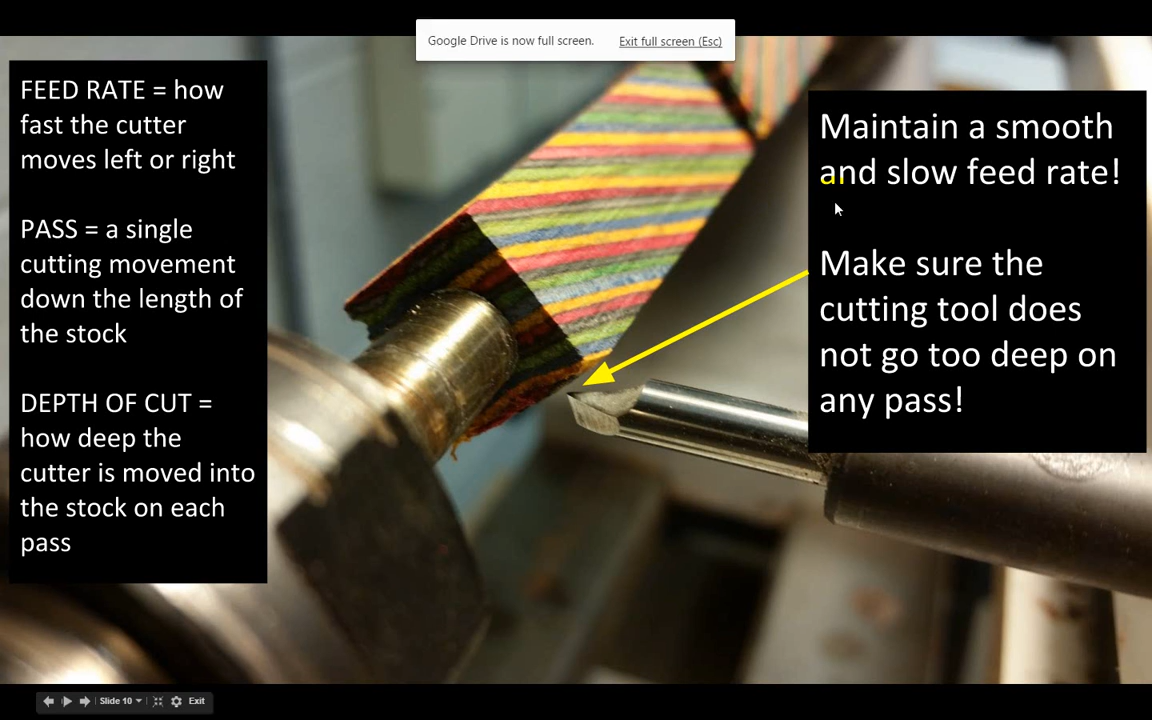 Google Drive is now full screen. Exit full screen (Esc)
FEED RATE = how
fast the cutter
moves left or right
PASS = a single
cutting movement
down the length of
the stock
DEPTH OF CUT =
how deep the
cutter is moved into
the stock on each
pass
Maintain a smooth
and slow feed rate!
Make sure the
cutting tool does
not go too deep on
any pass!
Slide 10 Exit